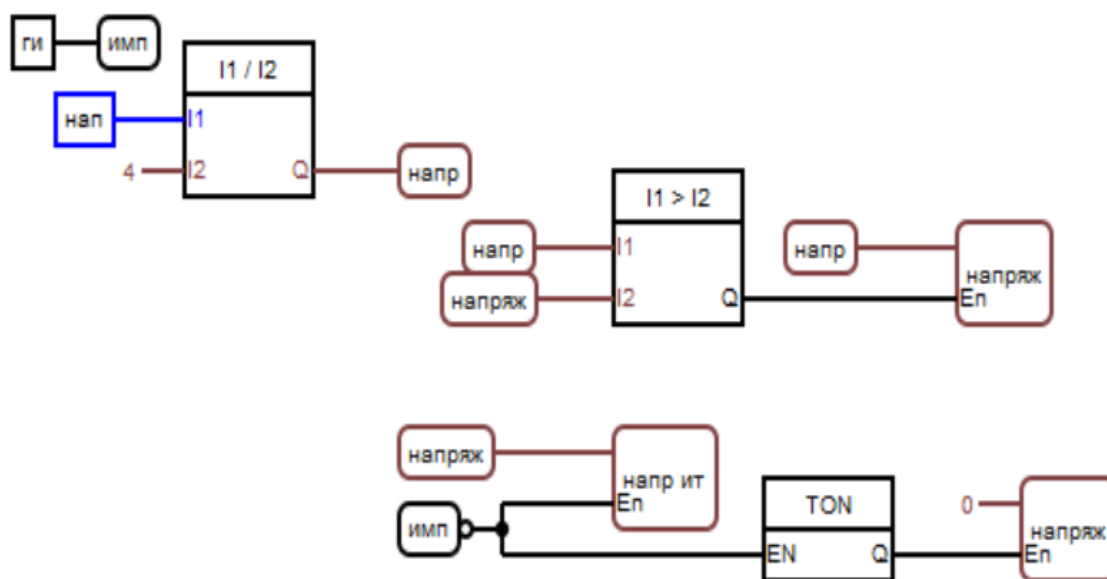 ги
имп
I1 / I2
нап
I1
4
I2
Q
напр
I1 > I2
напр
I1
напр
напряж
напряж
I2
Q
En
напряж
напр ит
En
имп
TON
0
напряж
EN
Q
En